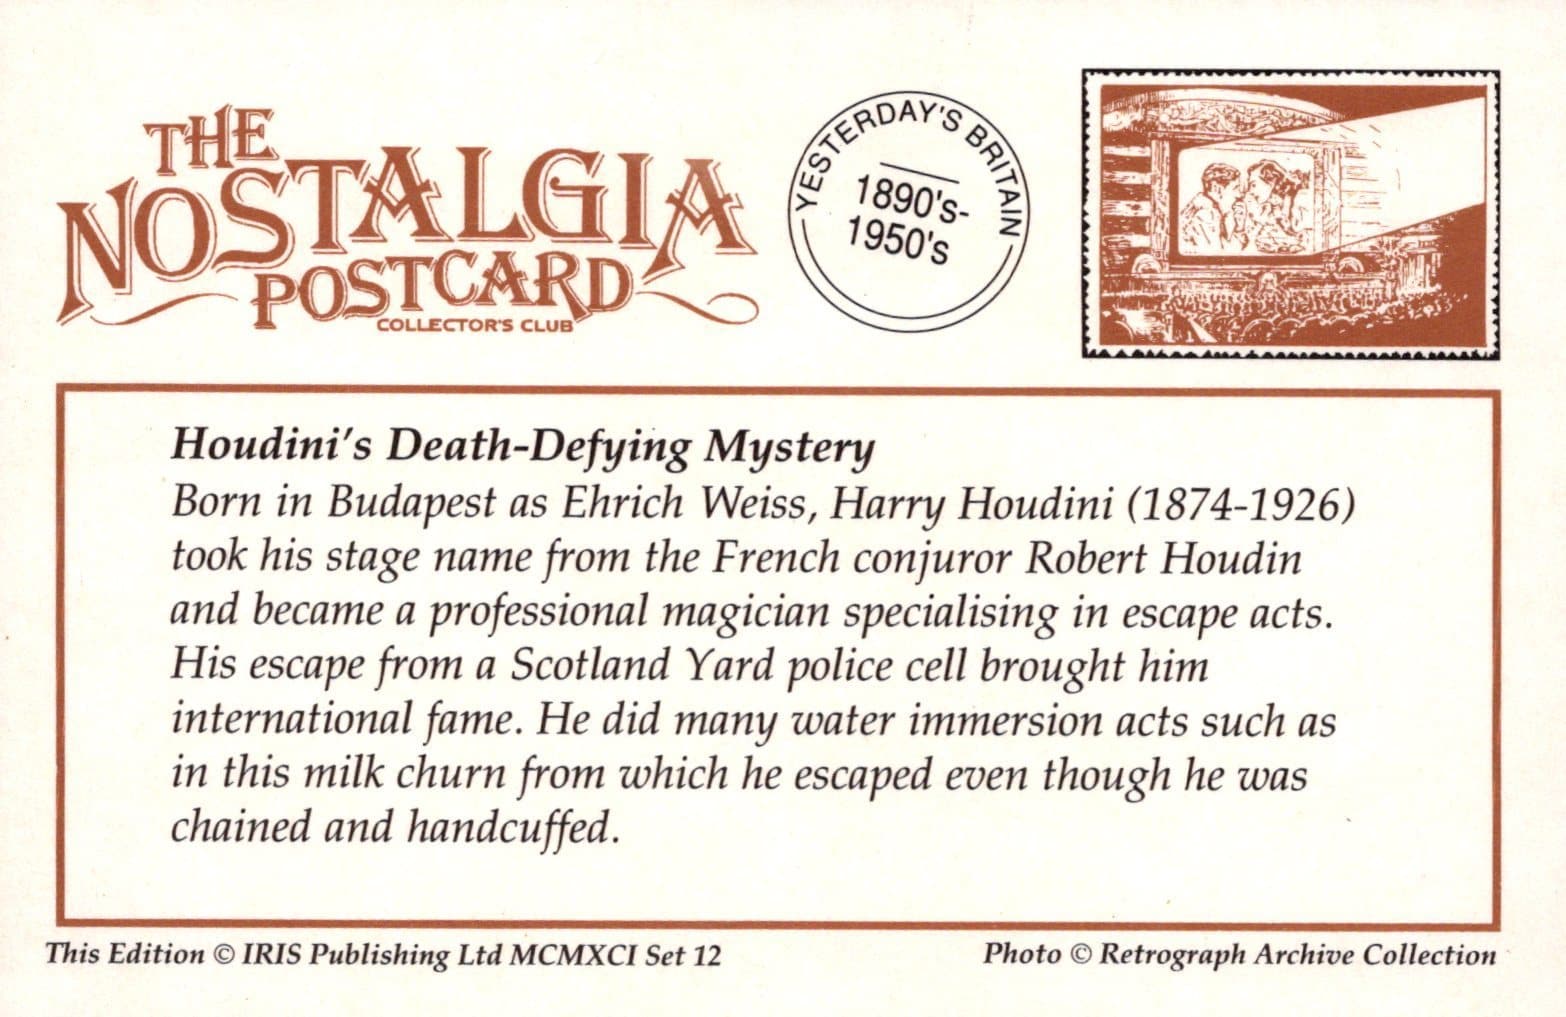 THE
NOSTALGIA
POSTCARD
COLLECTOR'S CLUB
YESTERDAY'S BRITAIN
1890's-
1950's
Houdini's Death-Defying Mystery
Born in Budapest as Ehrich Weiss, Harry Houdini (1874-1926)
took his stage name from the French conjuror Robert Houdin
and became a professional magician specialising in escape acts.
His escape from a Scotland Yard police cell brought him
international fame. He did many water immersion acts such as
in this milk churn from which he escaped even though he was
chained and handcuffed.
This Edition © IRIS Publishing Ltd MCMXCI Set 12
Photo © Retrograph Archive Collection